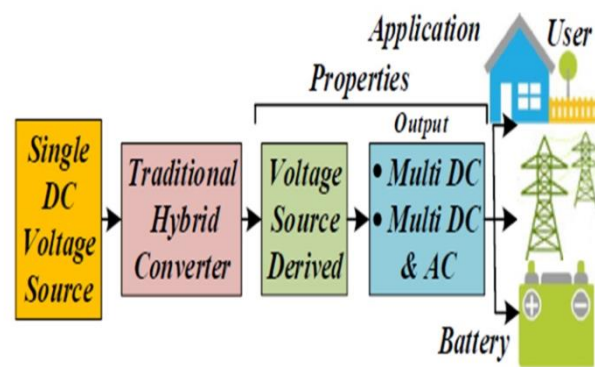 Application
User
Properties
Output
Single
DC
Voltage
Source
Traditional
Hybrid
Converter
Voltage
Source
Derived
• Multi DC
• Multi DC
& AC
Battery
+
−